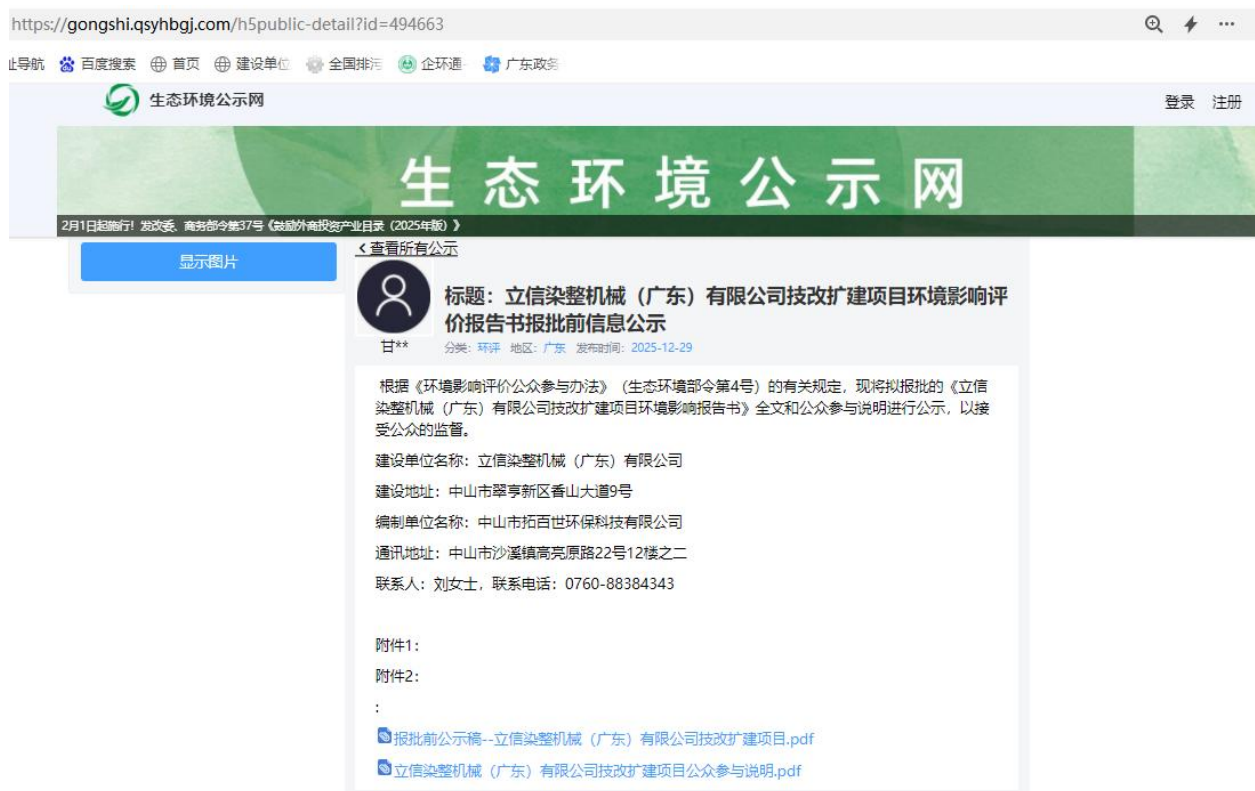 https://gongshi.qsyhbgj.com/h5public-detail?id=494663
址导航 百度搜索 首页 建设单位 全国排污 企环通 广东政务
生态环境公示网
登录 注册
生态环境公示网
2月1日起施行！发改委、商务部令第37号《鼓励外商投资产业目录（2025年版）》
显示图片
<查看所有公示
标题：立信染整机械（广东）有限公司技改扩建项目环境影响评
价报告书报批前信息公示
甘**
分类：环评 地区：广东 发布时间：2025-12-29
根据《环境影响评价公众参与办法》（生态环境部令第4号）的有关规定，现将拟报批的《立信
染整机械（广东）有限公司技改扩建项目环境影响报告书》全文和公众参与说明进行公示，以接
受公众的监督。
建设单位名称：立信染整机械（广东）有限公司
建设地址：中山市翠亨新区香山大道9号
编制单位名称：中山市拓百世环保科技有限公司
通讯地址：中山市沙溪镇高亮原路22号12楼之二
联系人：刘女士，联系电话：0760-88384343
附件1：
附件2：
：
报批前公示稿--立信染整机械（广东）有限公司技改扩建项目.pdf
立信染整机械（广东）有限公司技改扩建项目公众参与说明.pdf